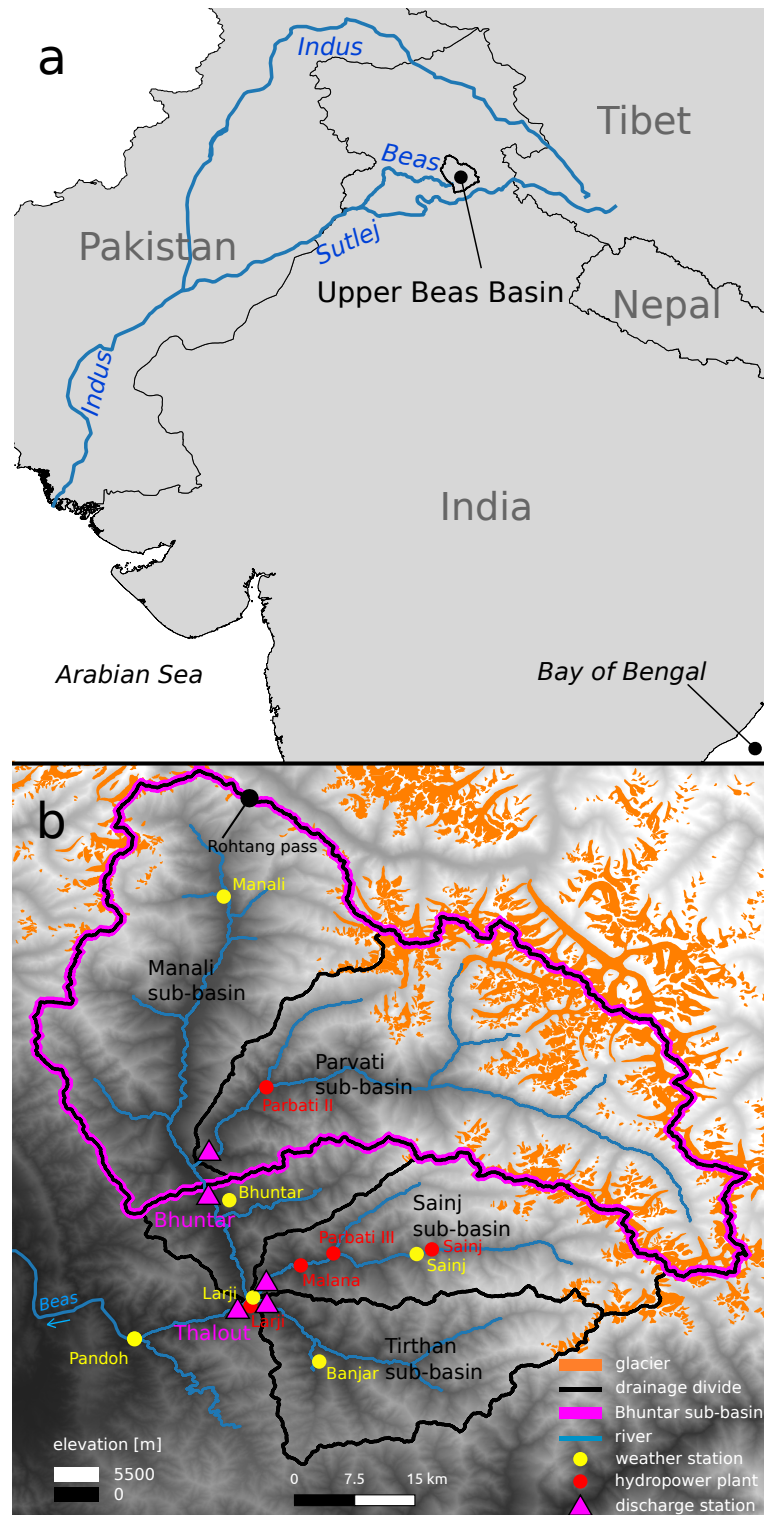 a
Indus
Tibet
Beas
Pakistan
Sutlej
Upper Beas Basin
Nepal
Indus
India
Arabian Sea
Bay of Bengal
b
Rohtang pass
Manali
Manali
sub-basin
Parvati
sub-basin
Parbati II
Bhuntar
Bhuntar
Sainj
sub-basin
Parbati III
Sainj
Sainj
Malana
Larji
Larji
Beas
Thalout
Pandoh
Tirthan
sub-basin
Banjar
glacier
drainage divide
Bhuntar sub-basin
river
weather station
hydropower plant
discharge station
elevation [m]
5500
0
0 7.5 15 km